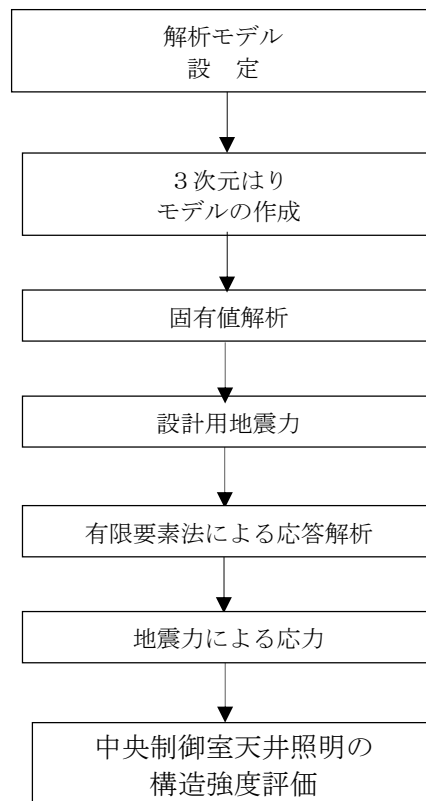 解析モデル
設　定
３次元はり
モデルの作成
固有値解析
設計用地震力
有限要素法による応答解析
地震力による応力
中央制御室天井照明の
構造強度評価